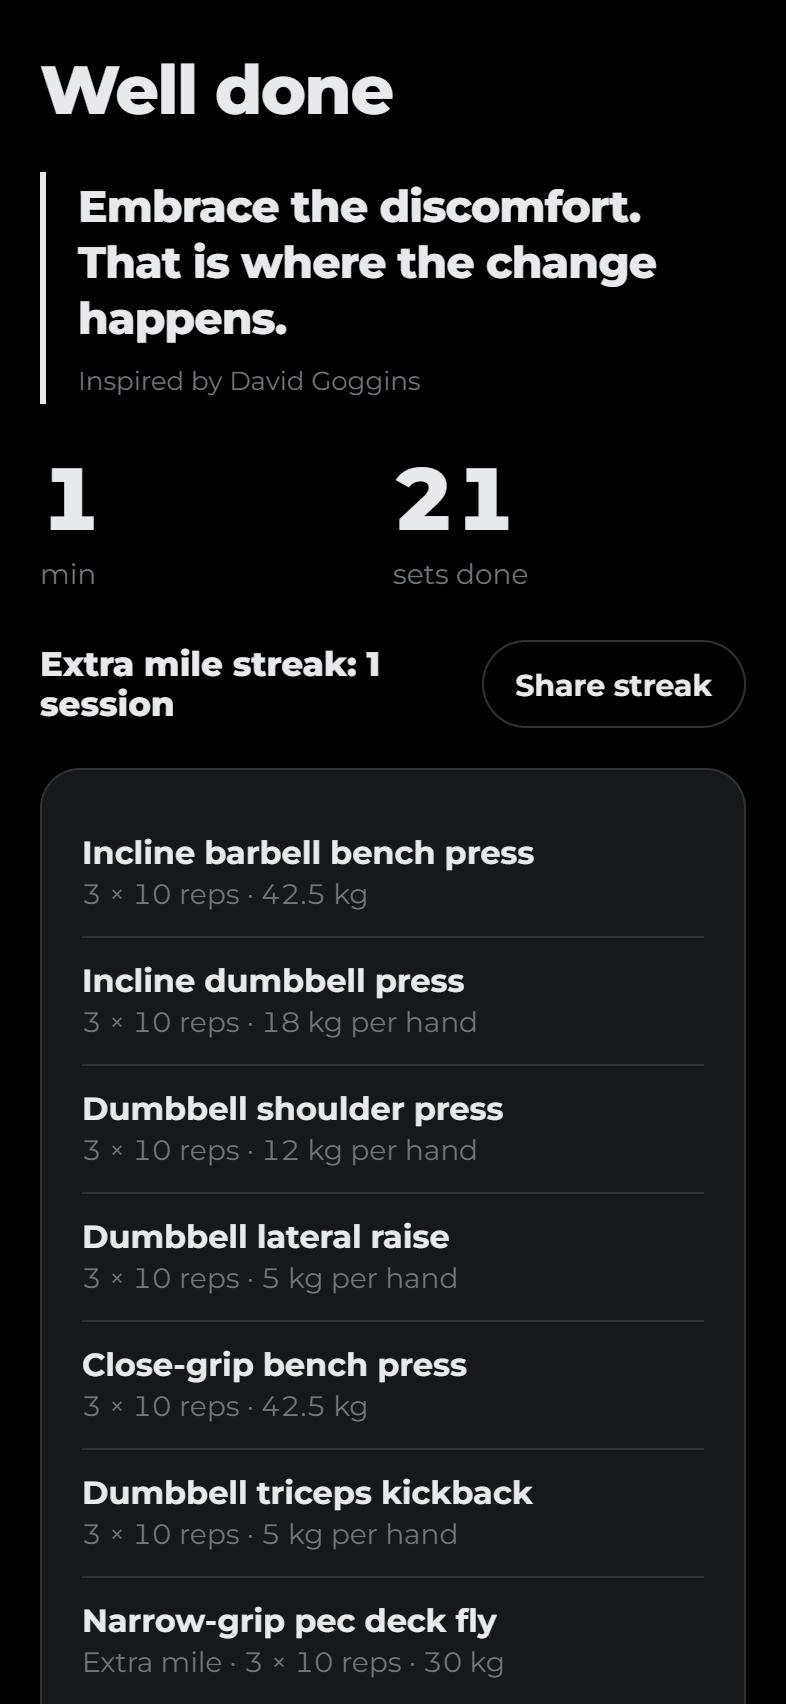 Well done
Embrace the discomfort.
That is where the change
happens.
Inspired by David Goggins
1
min
21
sets done
Extra mile streak: 1
session
Share streak
Incline barbell bench press
3 × 10 reps · 42.5 kg
Incline dumbbell press
3 × 10 reps · 18 kg per hand
Dumbbell shoulder press
3 × 10 reps · 12 kg per hand
Dumbbell lateral raise
3 × 10 reps · 5 kg per hand
Close-grip bench press
3 × 10 reps · 42.5 kg
Dumbbell triceps kickback
3 × 10 reps · 5 kg per hand
Narrow-grip pec deck fly
Extra mile · 3 × 10 reps · 30 kg